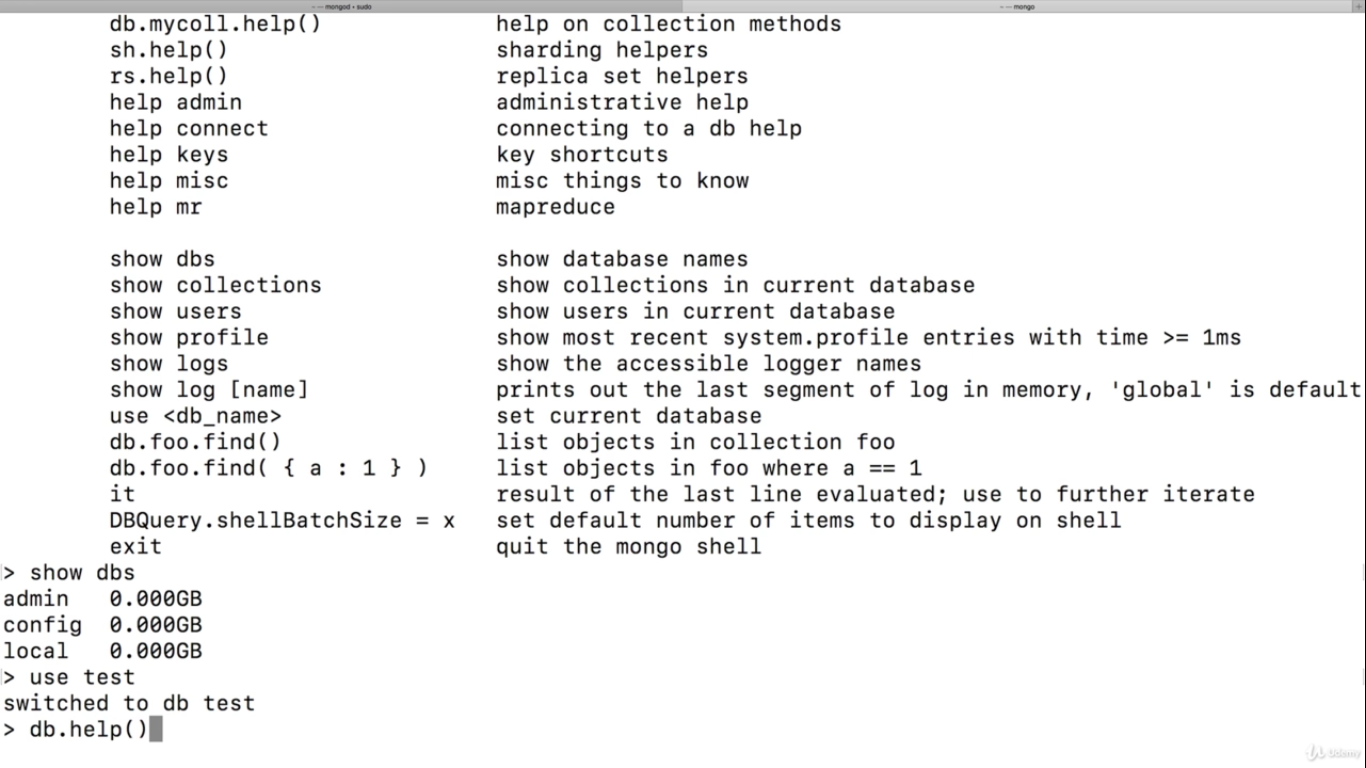 ~ — mongod • sudo
~ — mongo
db.mycoll.help() help on collection methods
sh.help() sharding helpers
rs.help() replica set helpers
help admin administrative help
help connect connecting to a db help
help keys key shortcuts
help misc misc things to know
help mr mapreduce
show dbs show database names
show collections show collections in current database
show users show users in current database
show profile show most recent system.profile entries with time >= 1ms
show logs show the accessible logger names
show log [name] prints out the last segment of log in memory, 'global' is default
use <db_name> set current database
db.foo.find() list objects in collection foo
db.foo.find( { a : 1 } ) list objects in foo where a == 1
it result of the last line evaluated; use to further iterate
DBQuery.shellBatchSize = x set default number of items to display on shell
exit quit the mongo shell
> show dbs
admin 0.000GB
config 0.000GB
local 0.000GB
> use test
switched to db test
> db.help()
Udemy